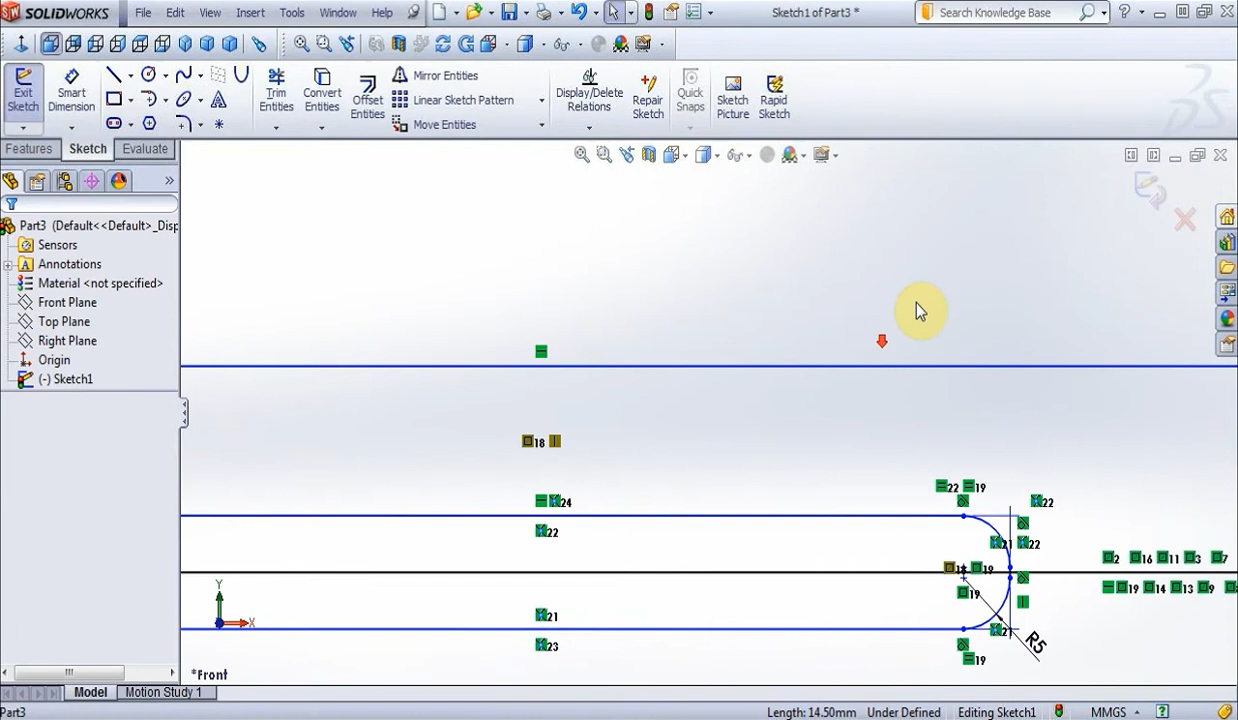 SW SOLIDWORKS File Edit View Insert Tools Windows Help Sketch1 of Part3 * Search Knowledge Base ?
Exit Sketch
Smart Dimension
Trim Entities
Convert Entities
Offset Entities
Mirror Entities
Linear Sketch Pattern
Move Entities
Display/Delete Relations
Repair Sketch
Quick Snaps
Sketch Picture
Rapid Sketch
Features Sketch Evaluate
Part3 (Default<<Default>_Disp
Sensors
A Annotations
Material <not specified>
Front Plane
Top Plane
Right Plane
Origin
(-) Sketch1
18
24
22
22 19
22
21 22
19
19
2 16 11 3 7
19 14 13 9
21
23
21
19
R5
Y
X
*Front
Model Motion Study 1
Part3 Length: 14.50mm Under Defined Editing Sketch1 MMGS ?